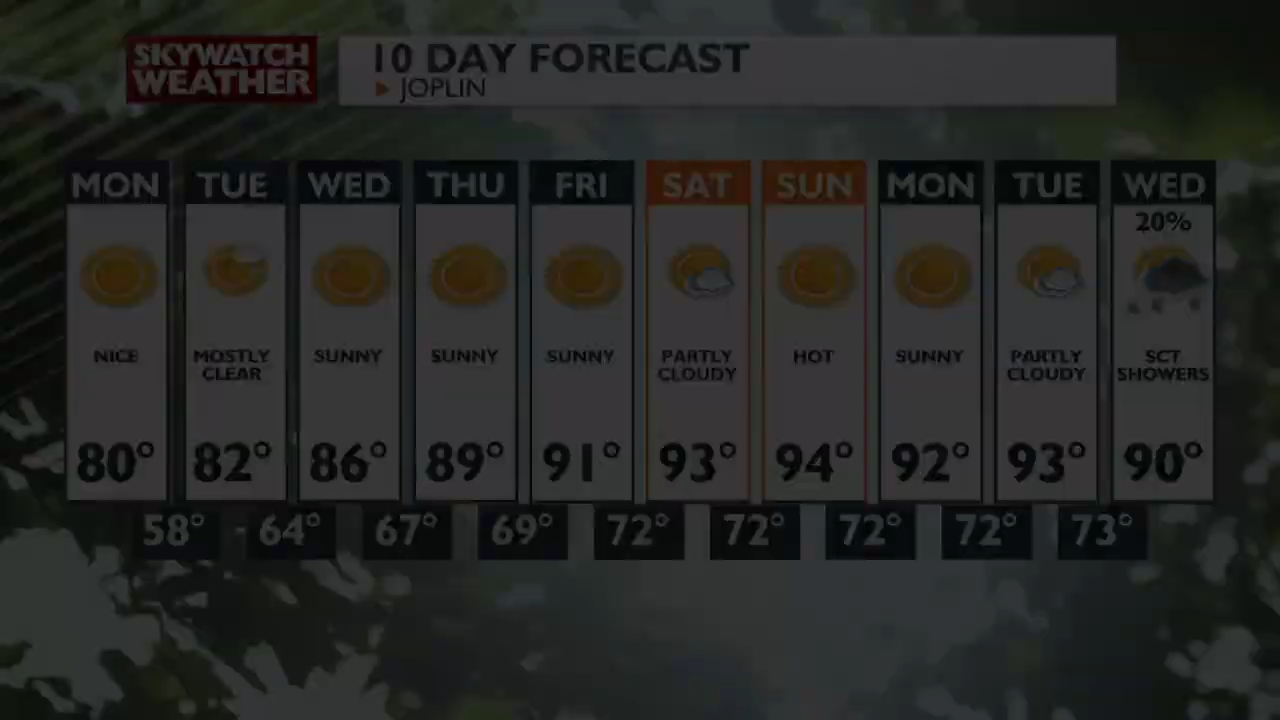 SKYWATCH
WEATHER
10 DAY FORECAST
JOPLIN
MON TUE WED THU FRI SAT SUN MON TUE WED
20%
NICE MOSTLY CLEAR SUNNY SUNNY SUNNY PARTLY CLOUDY HOT SUNNY PARTLY CLOUDY SCT SHOWERS
80° 82° 86° 89° 91° 93° 94° 92° 93° 90°
58° 64° 67° 69° 72° 72° 72° 72° 73°